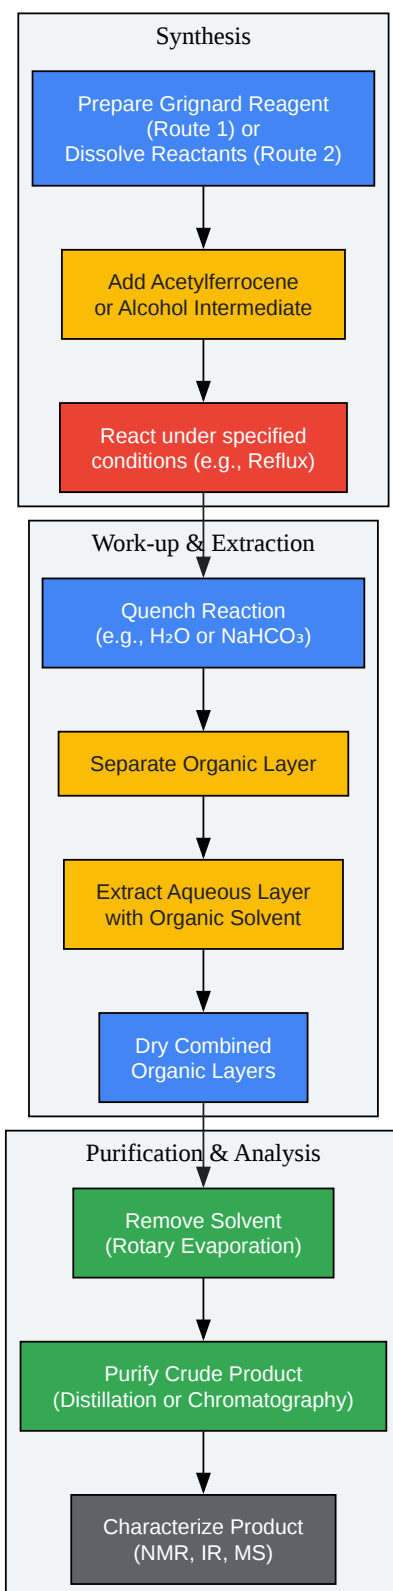 Synthesis
Prepare Grignard Reagent
(Route 1) or
Dissolve Reactants (Route 2)
Add Acetylferrocene
or Alcohol Intermediate
React under specified
conditions (e.g., Reflux)
Work-up & Extraction
Quench Reaction
(e.g., H₂O or NaHCO₃)
Separate Organic Layer
Extract Aqueous Layer
with Organic Solvent
Dry Combined
Organic Layers
Purification & Analysis
Remove Solvent
(Rotary Evaporation)
Purify Crude Product
(Distillation or Chromatography)
Characterize Product
(NMR, IR, MS)